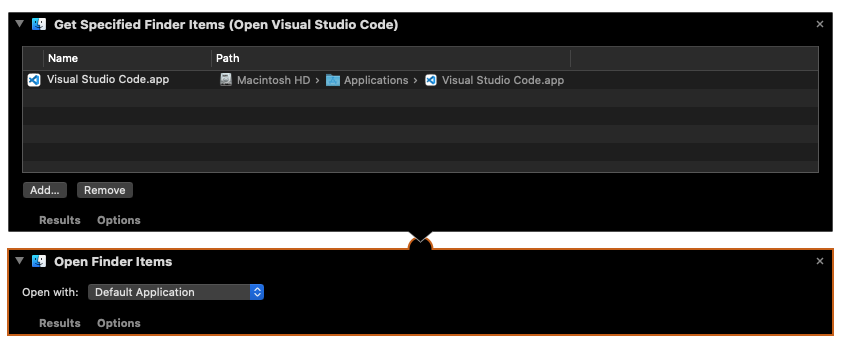 Get Specified Finder Items (Open Visual Studio Code)
Name Path
Visual Studio Code.app Macintosh HD › Applications › Visual Studio Code.app
Add... Remove
Results Options
Open Finder Items
Open with: Default Application
Results Options